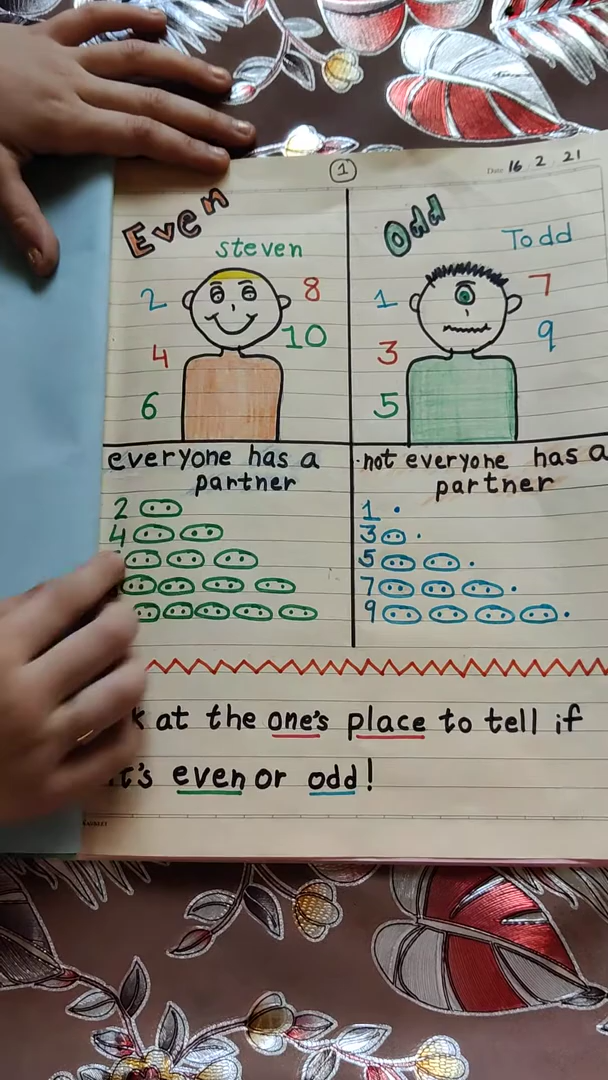 1
Date 16 2 21
Even
steven
2
8
10
4
6
Odd
Todd
1
7
3
9
5
everyone has a
partner
2
4
not everyone has a
partner
1
3
5
7
9
at the one's place to tell if
even or odd!